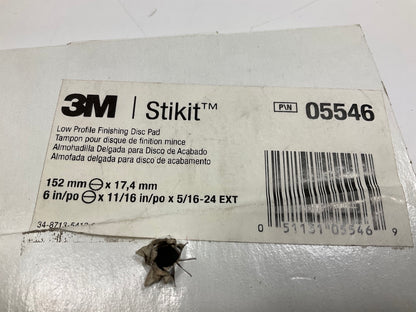 3M | Stikit™
P\N 05546
Low Profile Finishing Disc Pad
Tampon pour disque de finition mince
Almohadilla Delgada para Disco de Acabado
Almofada delgada para disco de acabamento
152 mm ⊖ x 17,4 mm
6 in/po ⊖ x 11/16 in/po x 5/16-24 EXT
0 51131 05546 9